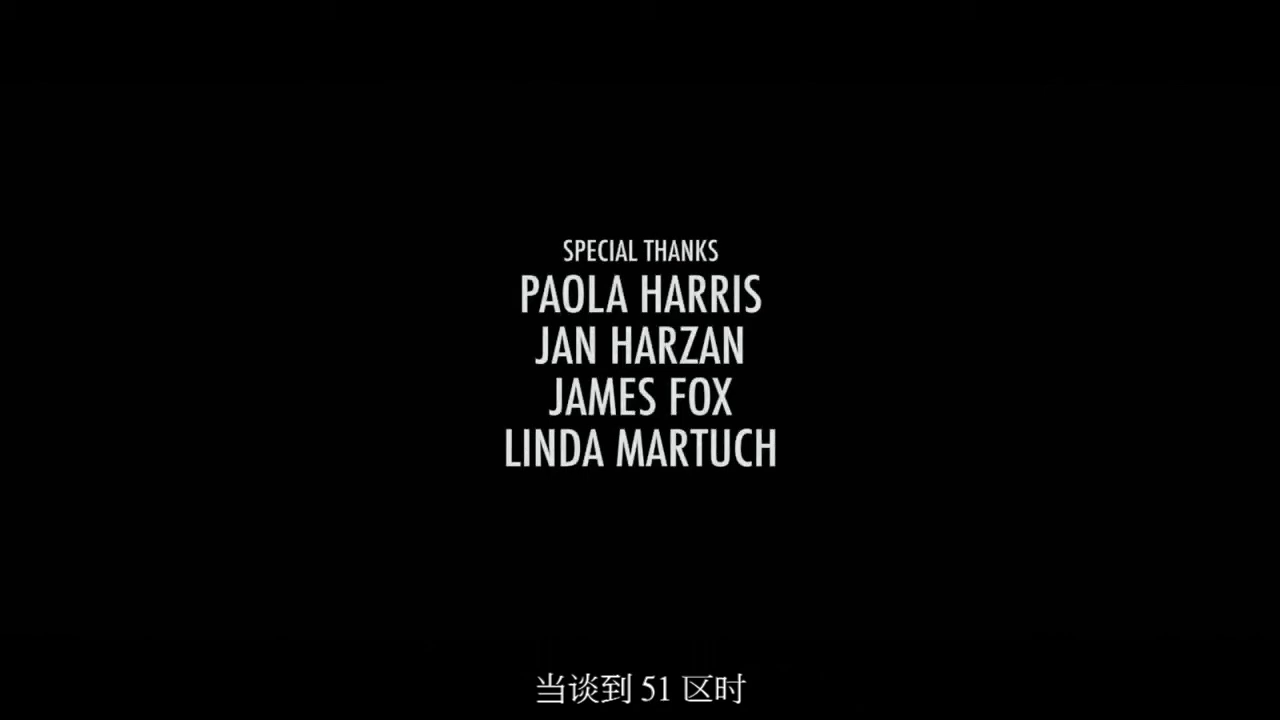 SPECIAL THANKS
PAOLA HARRIS
JAN HARZAN
JAMES FOX
LINDA MARTUCH
当谈到 51 区时